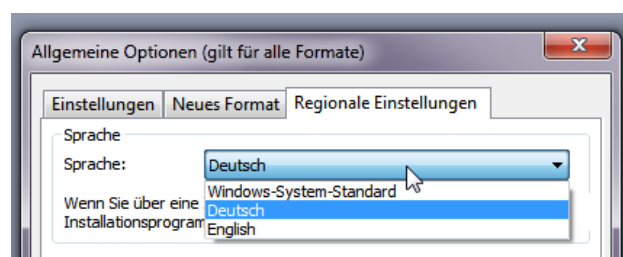 Allgemeine Optionen (gilt für alle Formate)
Einstellungen Neues Format Regionale Einstellungen
Sprache
Sprache: Deutsch
Windows-System-Standard
Wenn Sie über eine Deutsch
Installationsprogram English